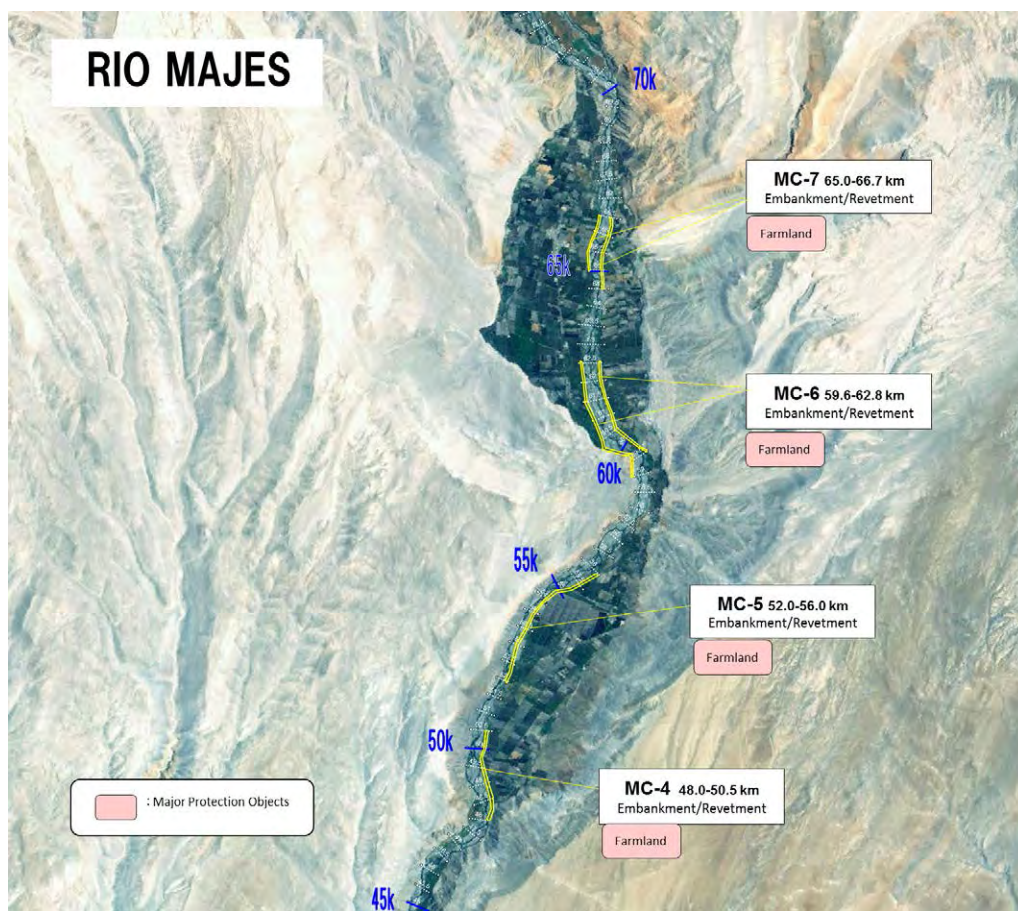 RIO MAJES
70k
MC-7 65.0-66.7 km
Embankment/Revetment
Farmland
65k
MC-6 59.6-62.8 km
Embankment/Revetment
Farmland
60k
55k
MC-5 52.0-56.0 km
Embankment/Revetment
Farmland
50k
MC-4 48.0-50.5 km
Embankment/Revetment
Farmland
: Major Protection Objects
45k